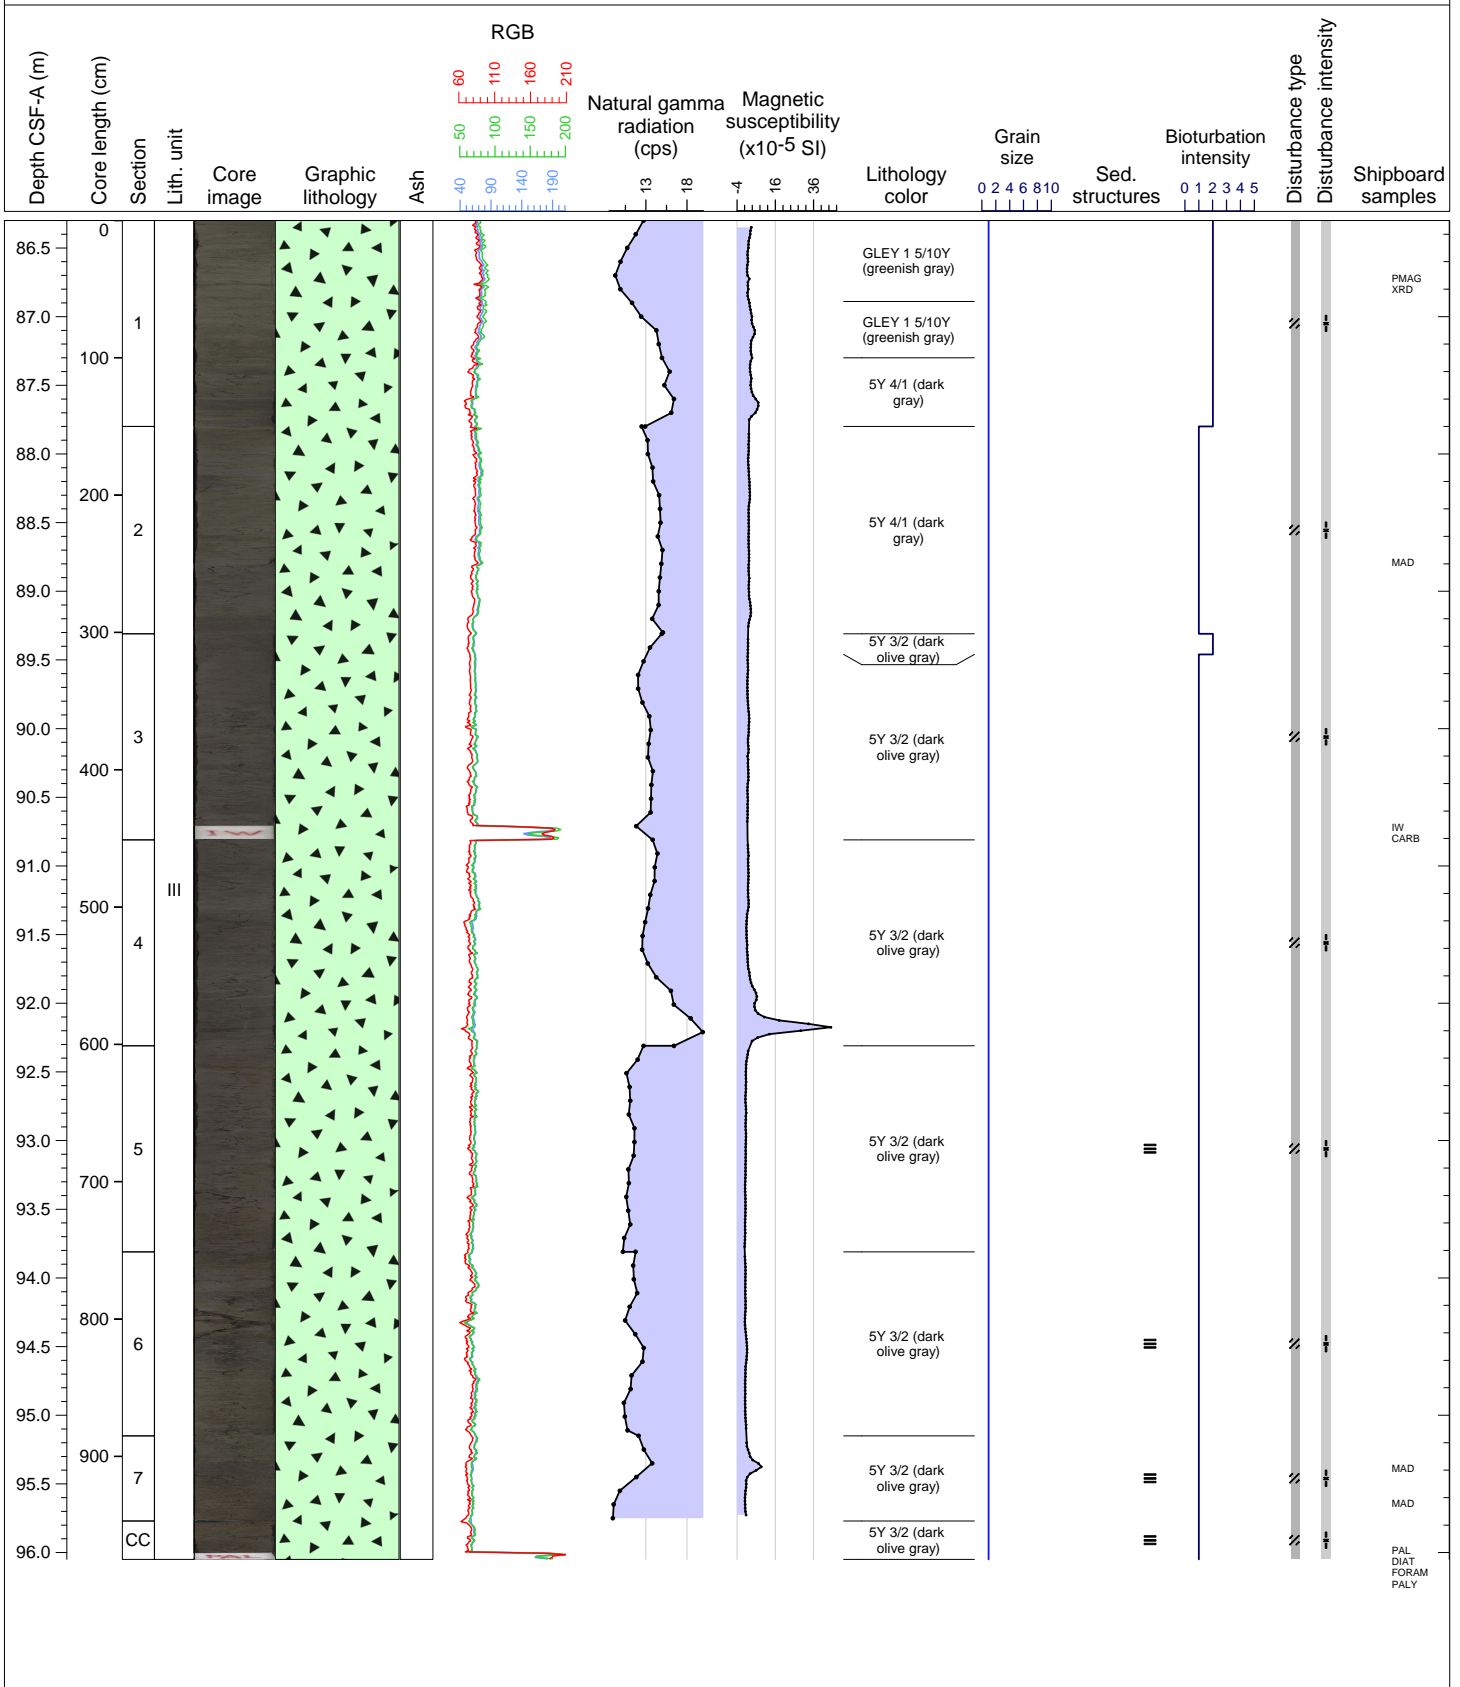 RGB
60 110 160 210
50 100 150 200
40 90 140 190
Depth CSF-A (m)
Core length (cm)
Section
Lith. unit
Core
image
Graphic
lithology
Ash
Natural gamma
radiation
(cps)
13 18
Magnetic
susceptibility
(x10-5 SI)
-4 16 36
Lithology
color
Grain
size
0 2 4 6 8 10
Sed.
structures
Bioturbation
intensity
0 1 2 3 4 5
Disturbance type
Disturbance intensity
Shipboard
samples
0
86.5
GLEY 1 5/10Y
(greenish gray)
PMAG
XRD
87.0
1
GLEY 1 5/10Y
(greenish gray)
100
87.5
5Y 4/1 (dark
gray)
88.0
200
88.5
2
5Y 4/1 (dark
gray)
MAD
89.0
300
5Y 3/2 (dark
olive gray)
89.5
90.0
3
5Y 3/2 (dark
olive gray)
400
90.5
IW
IW
CARB
91.0
III
500
91.5
4
5Y 3/2 (dark
olive gray)
92.0
600
92.5
93.0
5
5Y 3/2 (dark
olive gray)
700
93.5
94.0
800
94.5
6
5Y 3/2 (dark
olive gray)
95.0
900
95.5
7
5Y 3/2 (dark
olive gray)
MAD
MAD
CC
5Y 3/2 (dark
olive gray)
96.0
PAL
PAL
DIAT
FORAM
PALY